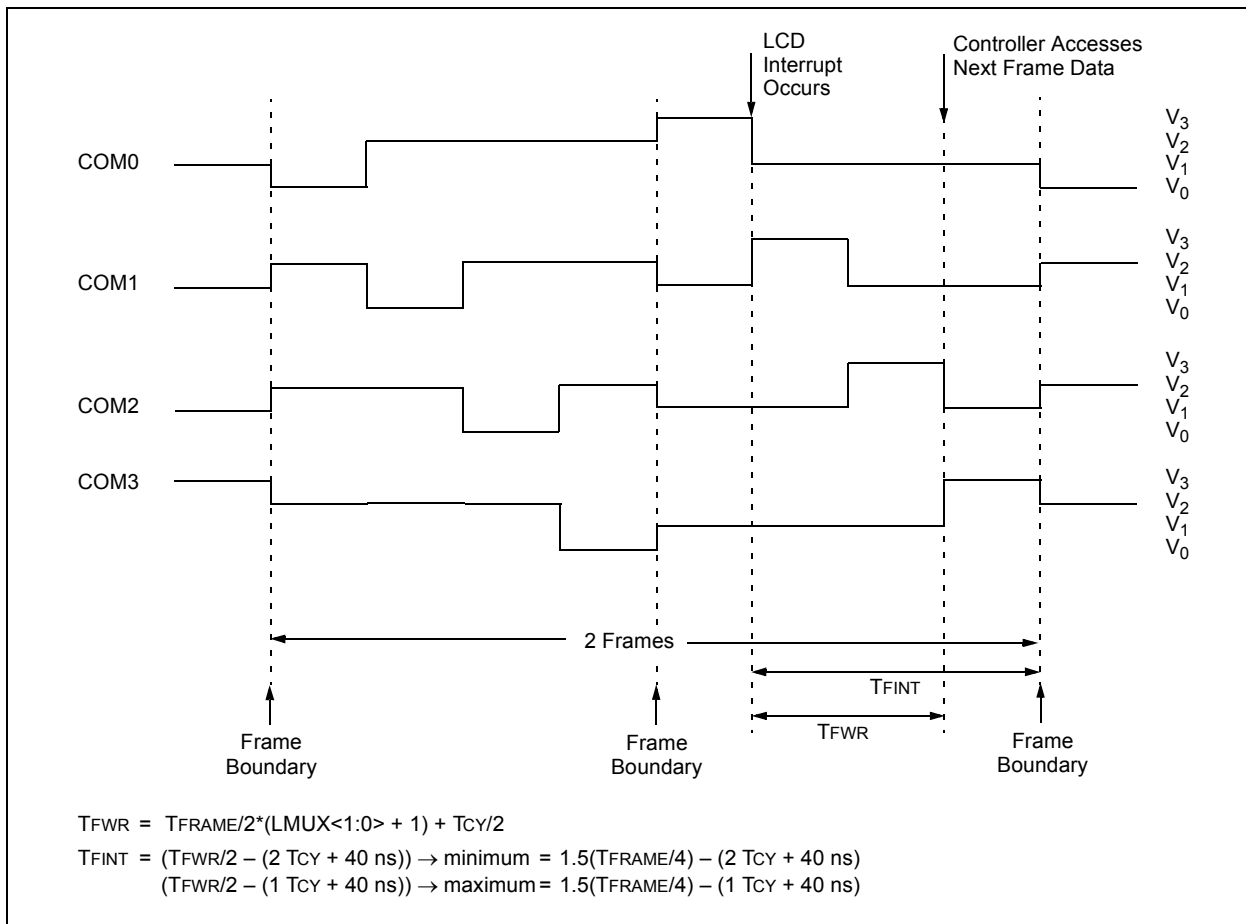 LCD
Interrupt
Occurs
Controller Accesses
Next Frame Data
COM0
V3
V2
V1
V0
COM1
V3
V2
V1
V0
COM2
V3
V2
V1
V0
COM3
V3
V2
V1
V0
2 Frames
TFINT
TFWR
Frame
Boundary
Frame
Boundary
Frame
Boundary
TFWR = TFRAME/2*(LMUX<1:0> + 1) + TCY/2
TFINT = (TFWR/2 – (2 TCY + 40 ns)) → minimum = 1.5(TFRAME/4) – (2 TCY + 40 ns)
(TFWR/2 – (1 TCY + 40 ns)) → maximum = 1.5(TFRAME/4) – (1 TCY + 40 ns)